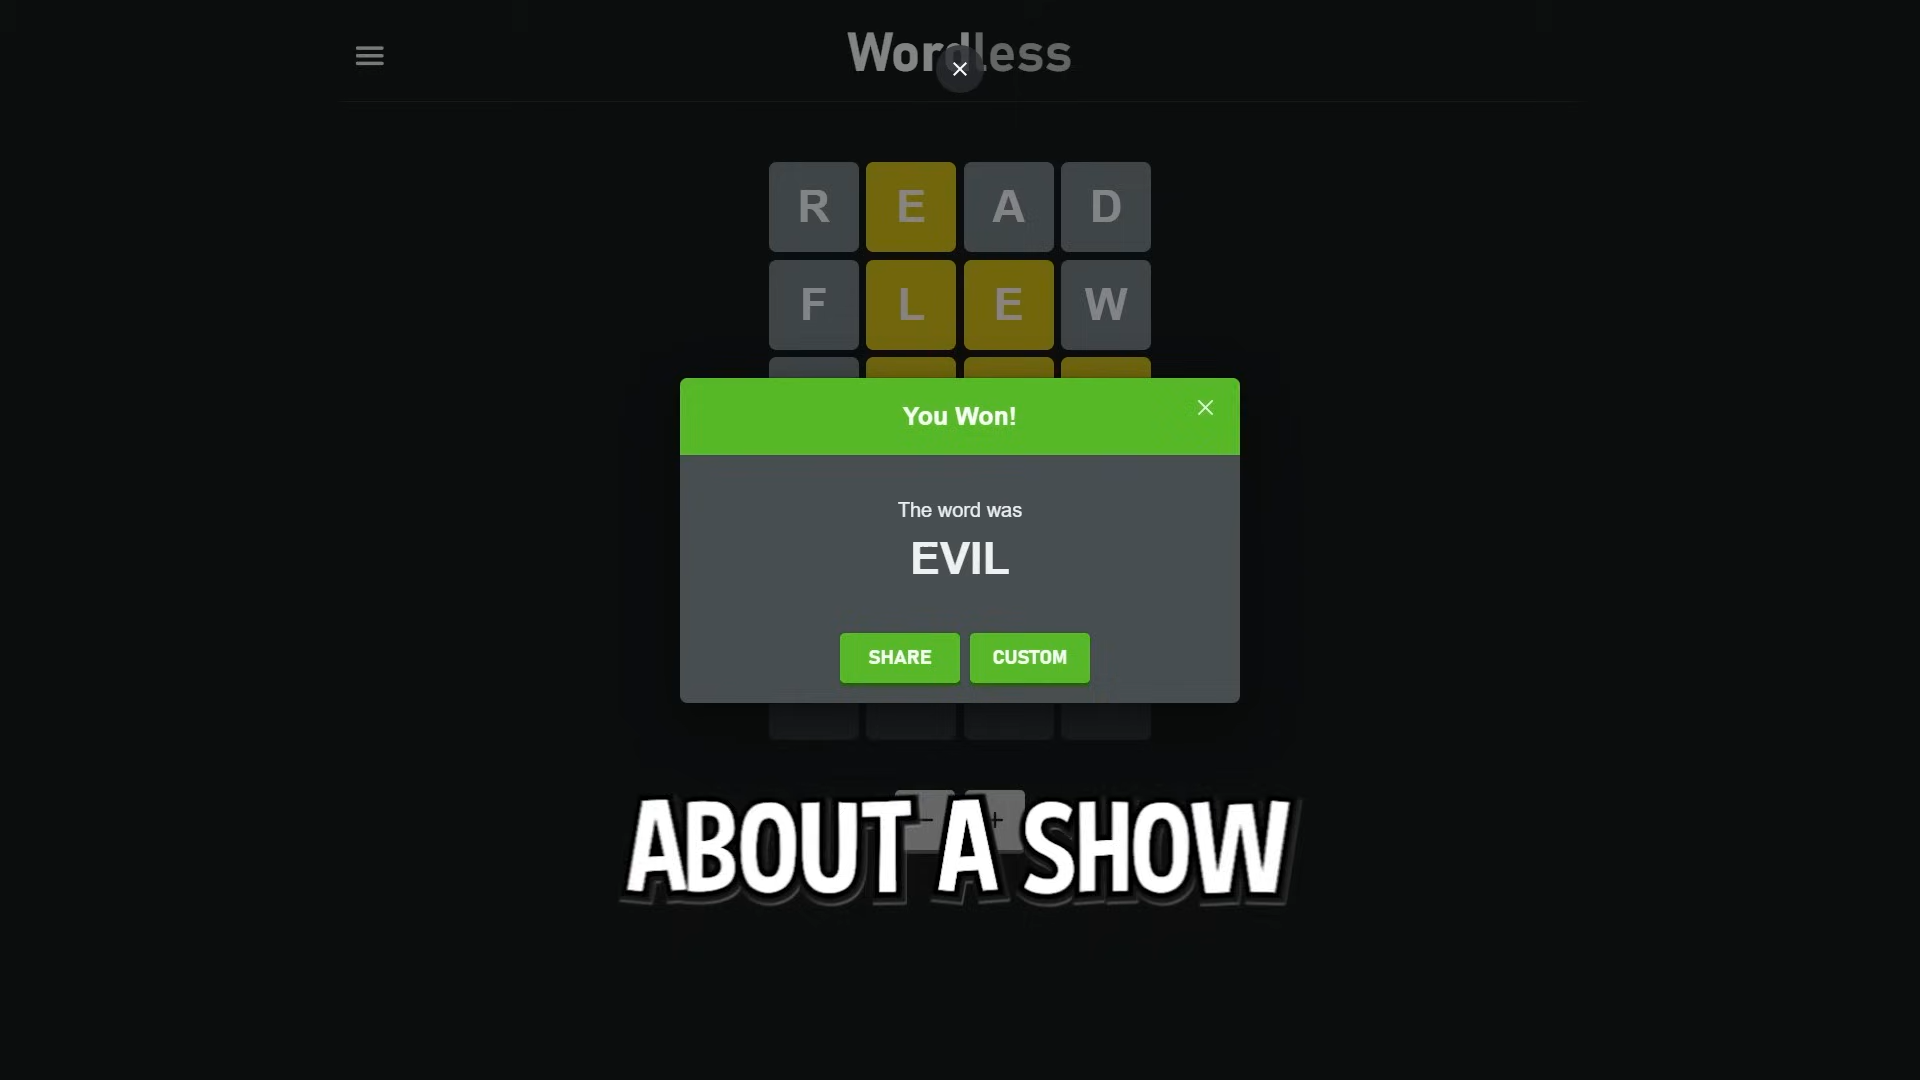 Wordless
R E A D
F L E W
You Won!
The word was
EVIL
SHARE CUSTOM
- +
ABOUT A SHOW